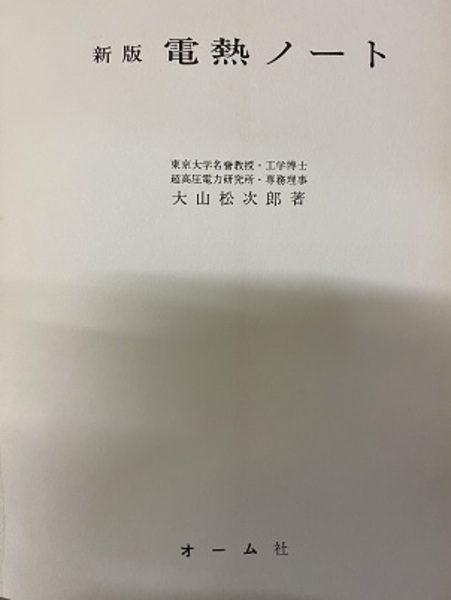 新版 電熱ノート
東京大学名誉教授・工学博士
超高圧電力研究所・専務理事
大山松次郎著
オーム社